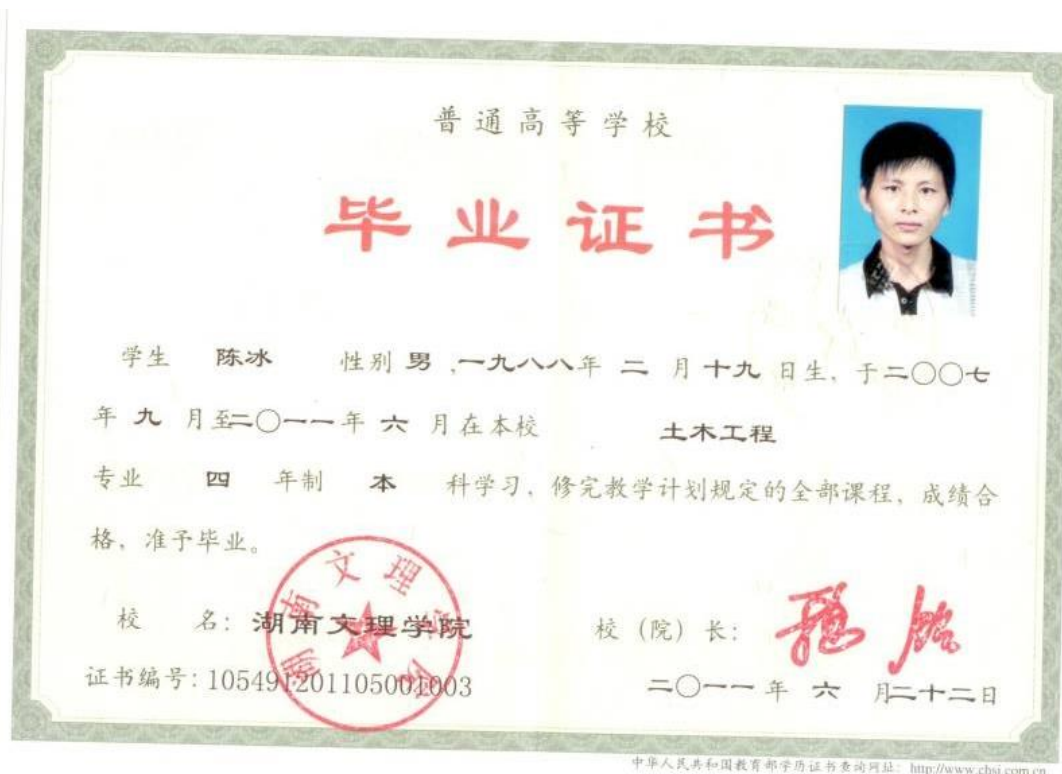 普通高等学校
毕业证书
学生 陈冰 性别 男 ,一九八八年 二 月 十九 日生, 于二〇〇七
年 九 月至二〇一一年 六 月在本校 土木工程
专业 四 年制 本 科学习, 修完教学计划规定的全部课程, 成绩合
格, 准予毕业。
湖南文理学院
校 名: 湖南文理学院 校 (院) 长:
证书编号: 105491201105001003 二〇一一 年 六 月二十二日
中华人民共和国教育部学历证书查询网址: http://www.chsi.com.cn